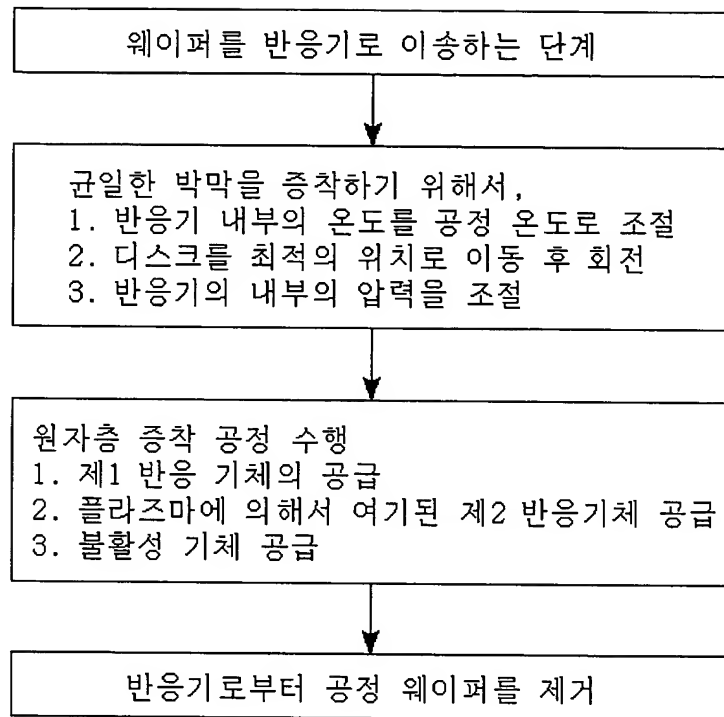 웨이퍼를 반응기로 이송하는 단계
균일한 박막을 증착하기 위해서,
1. 반응기 내부의 온도를 공정 온도로 조절
2. 디스크를 최적의 위치로 이동 후 회전
3. 반응기의 내부의 압력을 조절
원자층 증착 공정 수행
1. 제1 반응 기체의 공급
2. 플라즈마에 의해서 여기된 제2 반응기체 공급
3. 불활성 기체 공급
반응기로부터 공정 웨이퍼를 제거